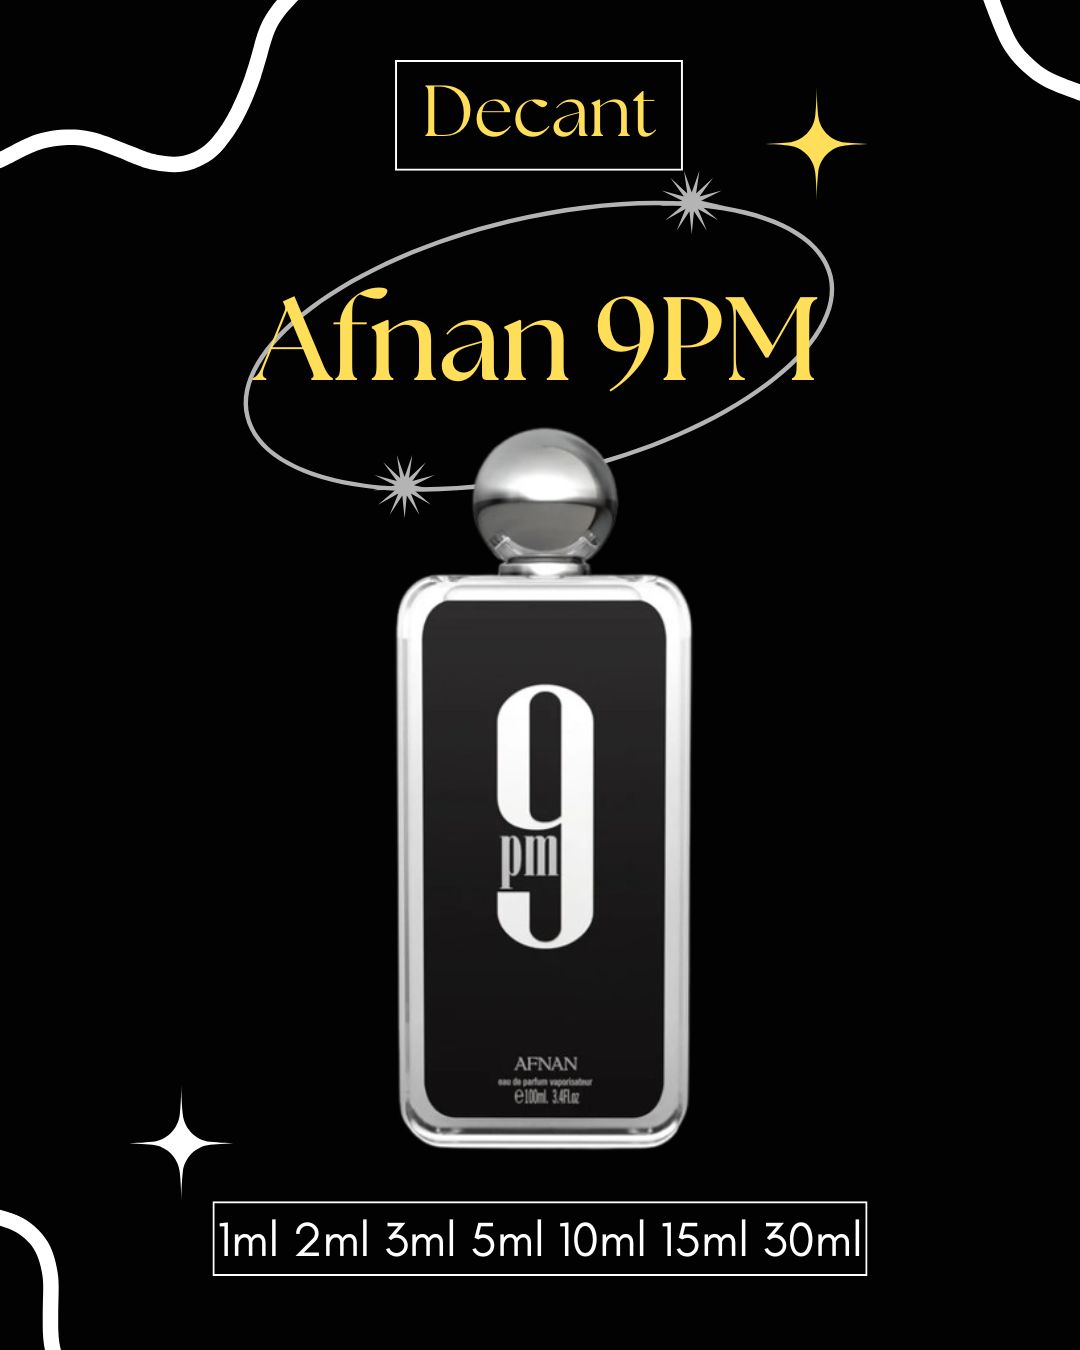 Decant
Afnan 9PM
9
pm
AFNAN
eau de parfum vaporisateur
℮100ml. 3.4Fl.oz
1ml 2ml 3ml 5ml 10ml 15ml 30ml